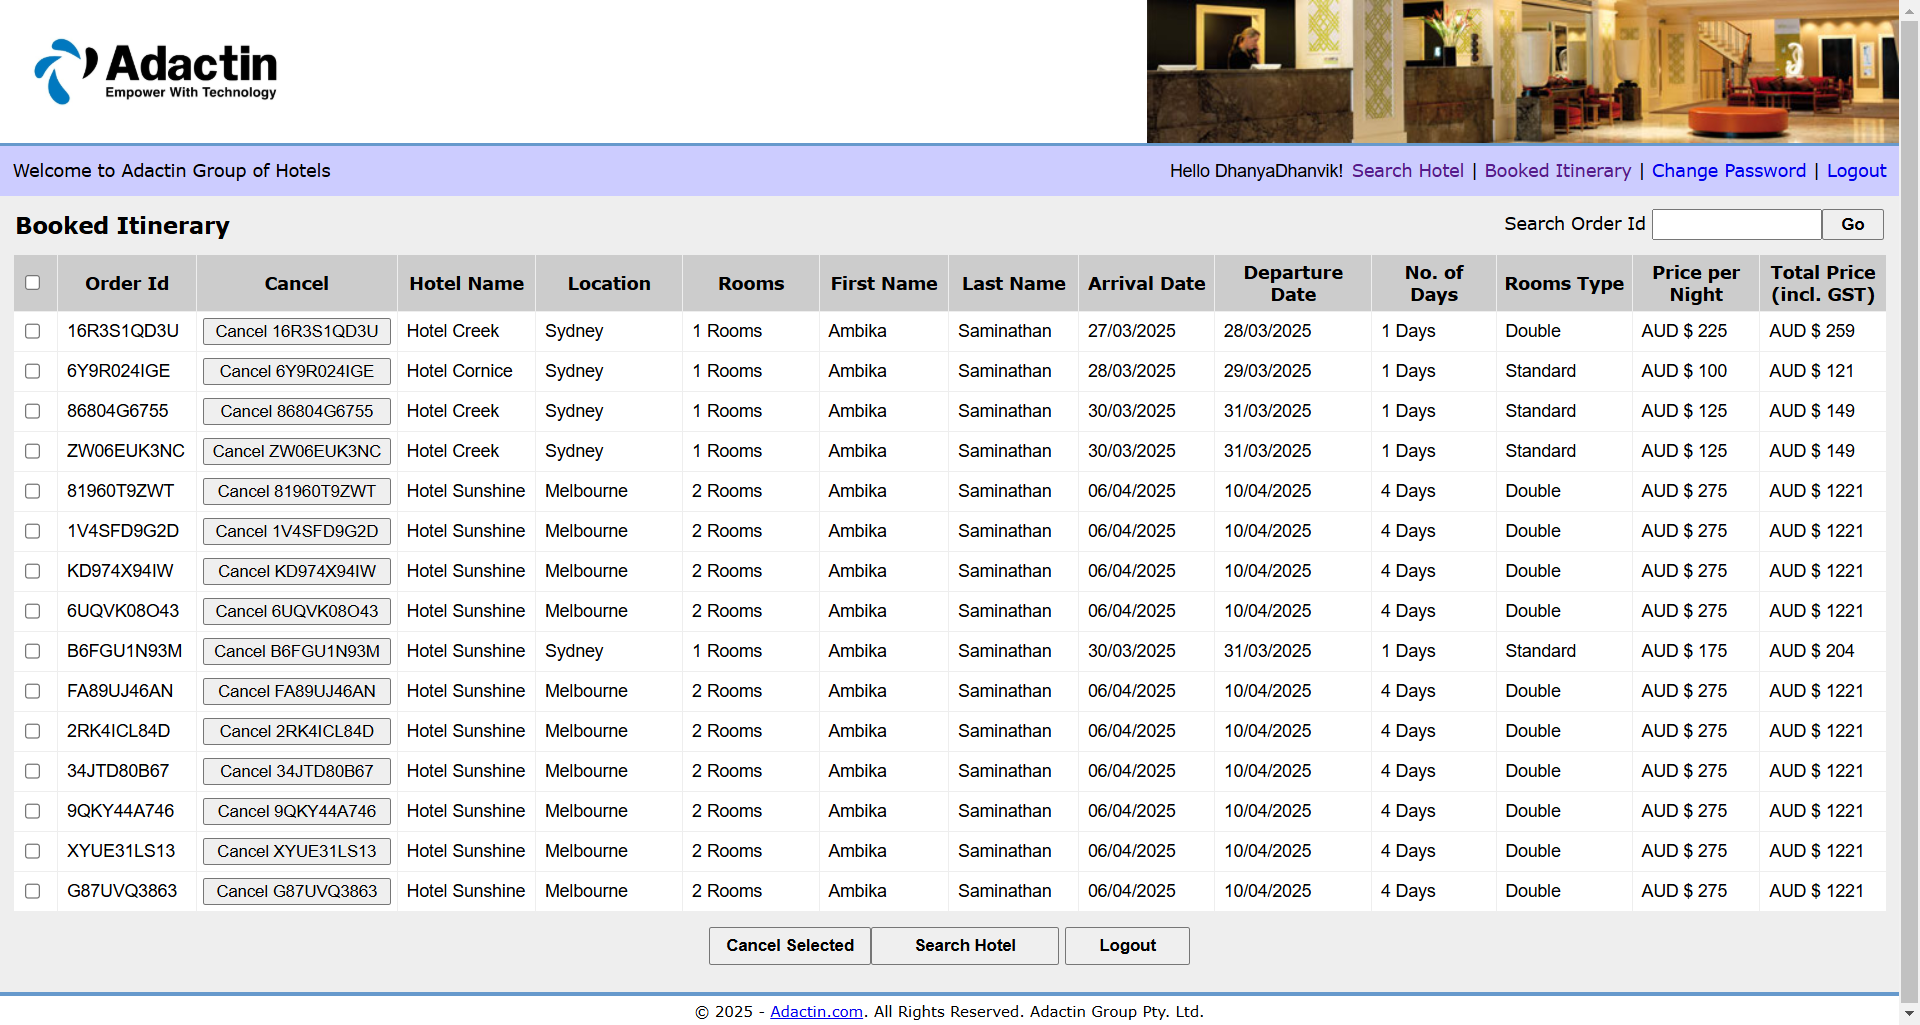 Adactin
Empower With Technology
Welcome to Adactin Group of Hotels
Hello DhanyaDhanvik! Search Hotel | Booked Itinerary | Change Password | Logout
Booked Itinerary
Search Order Id Go
Order Id Cancel Hotel Name Location Rooms First Name Last Name Arrival Date Departure Date No. of Days Rooms Type Price per Night Total Price (incl. GST)
16R3S1QD3U Cancel 16R3S1QD3U Hotel Creek Sydney 1 Rooms Ambika Saminathan 27/03/2025 28/03/2025 1 Days Double AUD $ 225 AUD $ 259
6Y9R024IGE Cancel 6Y9R024IGE Hotel Cornice Sydney 1 Rooms Ambika Saminathan 28/03/2025 29/03/2025 1 Days Standard AUD $ 100 AUD $ 121
86804G6755 Cancel 86804G6755 Hotel Creek Sydney 1 Rooms Ambika Saminathan 30/03/2025 31/03/2025 1 Days Standard AUD $ 125 AUD $ 149
ZW06EUK3NC Cancel ZW06EUK3NC Hotel Creek Sydney 1 Rooms Ambika Saminathan 30/03/2025 31/03/2025 1 Days Standard AUD $ 125 AUD $ 149
81960T9ZWT Cancel 81960T9ZWT Hotel Sunshine Melbourne 2 Rooms Ambika Saminathan 06/04/2025 10/04/2025 4 Days Double AUD $ 275 AUD $ 1221
1V4SFD9G2D Cancel 1V4SFD9G2D Hotel Sunshine Melbourne 2 Rooms Ambika Saminathan 06/04/2025 10/04/2025 4 Days Double AUD $ 275 AUD $ 1221
KD974X94IW Cancel KD974X94IW Hotel Sunshine Melbourne 2 Rooms Ambika Saminathan 06/04/2025 10/04/2025 4 Days Double AUD $ 275 AUD $ 1221
6UQVK08O43 Cancel 6UQVK08O43 Hotel Sunshine Melbourne 2 Rooms Ambika Saminathan 06/04/2025 10/04/2025 4 Days Double AUD $ 275 AUD $ 1221
B6FGU1N93M Cancel B6FGU1N93M Hotel Sunshine Sydney 1 Rooms Ambika Saminathan 30/03/2025 31/03/2025 1 Days Standard AUD $ 175 AUD $ 204
FA89UJ46AN Cancel FA89UJ46AN Hotel Sunshine Melbourne 2 Rooms Ambika Saminathan 06/04/2025 10/04/2025 4 Days Double AUD $ 275 AUD $ 1221
2RK4ICL84D Cancel 2RK4ICL84D Hotel Sunshine Melbourne 2 Rooms Ambika Saminathan 06/04/2025 10/04/2025 4 Days Double AUD $ 275 AUD $ 1221
34JTD80B67 Cancel 34JTD80B67 Hotel Sunshine Melbourne 2 Rooms Ambika Saminathan 06/04/2025 10/04/2025 4 Days Double AUD $ 275 AUD $ 1221
9QKY44A746 Cancel 9QKY44A746 Hotel Sunshine Melbourne 2 Rooms Ambika Saminathan 06/04/2025 10/04/2025 4 Days Double AUD $ 275 AUD $ 1221
XYUE31LS13 Cancel XYUE31LS13 Hotel Sunshine Melbourne 2 Rooms Ambika Saminathan 06/04/2025 10/04/2025 4 Days Double AUD $ 275 AUD $ 1221
G87UVQ3863 Cancel G87UVQ3863 Hotel Sunshine Melbourne 2 Rooms Ambika Saminathan 06/04/2025 10/04/2025 4 Days Double AUD $ 275 AUD $ 1221
Cancel Selected Search Hotel Logout
© 2025 - Adactin.com. All Rights Reserved. Adactin Group Pty. Ltd.